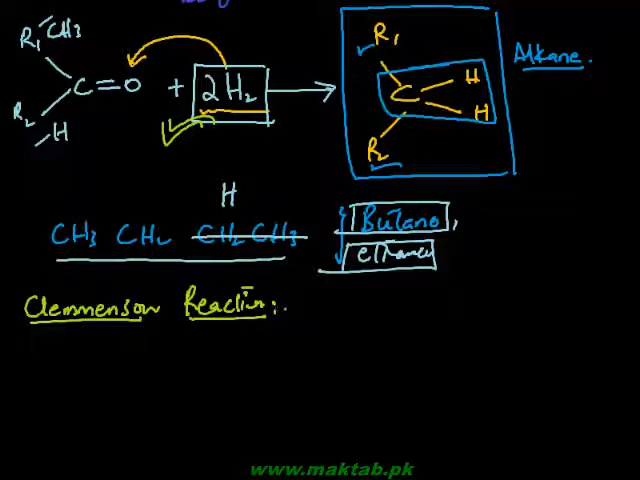 R1 CH3
C=O + 2H2 → R1 C H H R2 Alkane.
R2 H
H
CH3 CH2 CH2 CH3 Butane,
ethane
Clemmenson Reaction:.
www.maktab.pk